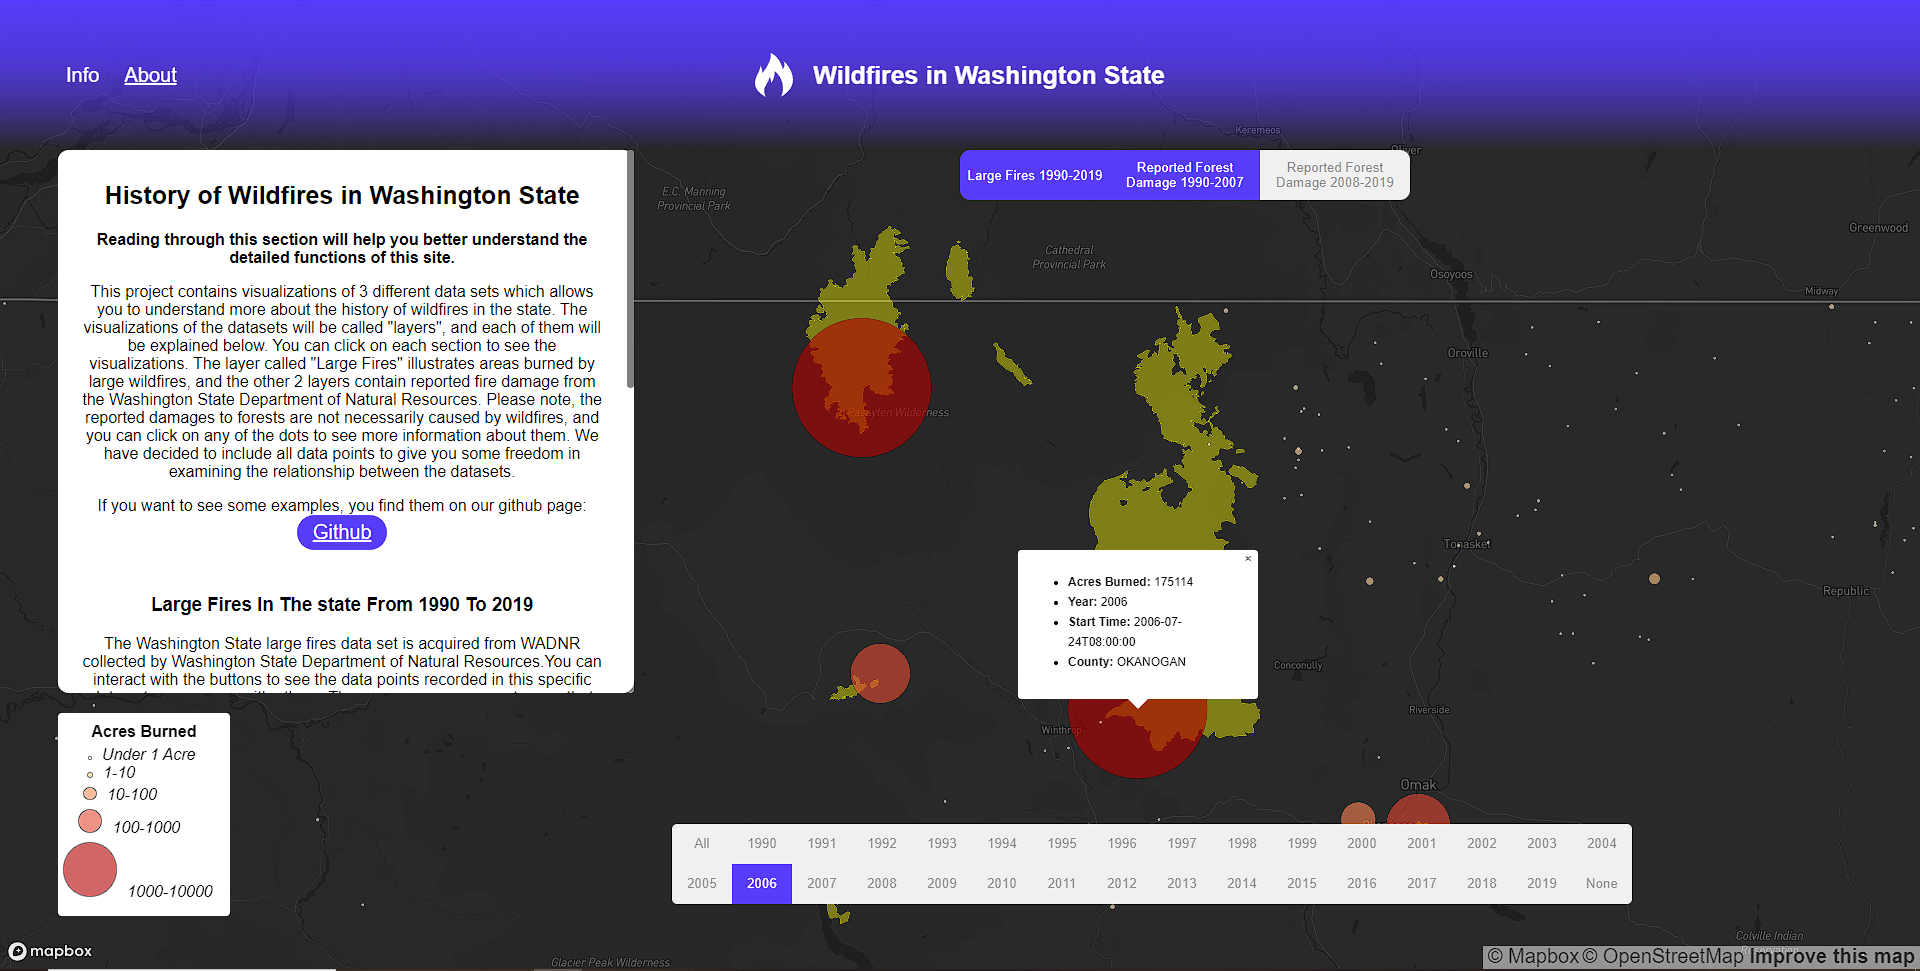 Info About
Wildfires in Washington State
History of Wildfires in Washington State
Reading through this section will help you better understand the
detailed functions of this site.
This project contains visualizations of 3 different data sets which allows
you to understand more about the history of wildfires in the state. The
visualizations of the datasets will be called "layers", and each of them will
be explained below. You can click on each section to see the
visualizations. The layer called "Large Fires" illustrates areas burned by
large wildfires, and the other 2 layers contain reported fire damage from
the Washington State Department of Natural Resources. Please note, the
reported damages to forests are not necessarily caused by wildfires, and
you can click on any of the dots to see more information about them. We
have decided to include all data points to give you some freedom in
examining the relationship between the datasets.
If you want to see some examples, you find them on our github page:
Github
Large Fires In The state From 1990 To 2019
The Washington State large fires data set is acquired from WADNR
collected by Washington State Department of Natural Resources.You can
interact with the buttons to see the data points recorded in this specific
Acres Burned
Under 1 Acre
1-10
10-100
100-1000
1000-10000
Large Fires 1990-2019
Reported Forest
Damage 1990-2007
Reported Forest
Damage 2008-2019
Keremeos
Oliver
E.C. Manning
Provincial Park
Cathedral
Provincial Park
Greenwood
Osoyoos
Midway
Oroville
Pasayten Wilderness
Tonasket
Republic
× 
• Acres Burned: 175114
• Year: 2006
• Start Time: 2006-07-
24T08:00:00
• County: OKANOGAN
Conconully
Riverside
Winthrop
Omak
All 1990 1991 1992 1993 1994 1995 1996 1997 1998 1999 2000 2001 2002 2003 2004
2005 2006 2007 2008 2009 2010 2011 2012 2013 2014 2015 2016 2017 2018 2019 None
Colville Indian
Reservation
Glacier Peak Wilderness
mapbox
© Mapbox © OpenStreetMap Improve this map